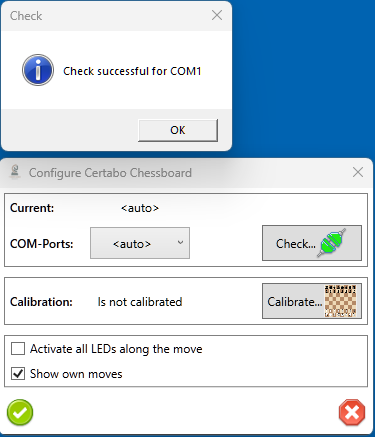 Check
Check successful for COM1
OK
Configure Certabo Chessboard
Current: <auto>
COM-Ports: <auto> Check...
Calibration: Is not calibrated Calibrate...
Activate all LEDs along the move
Show own moves